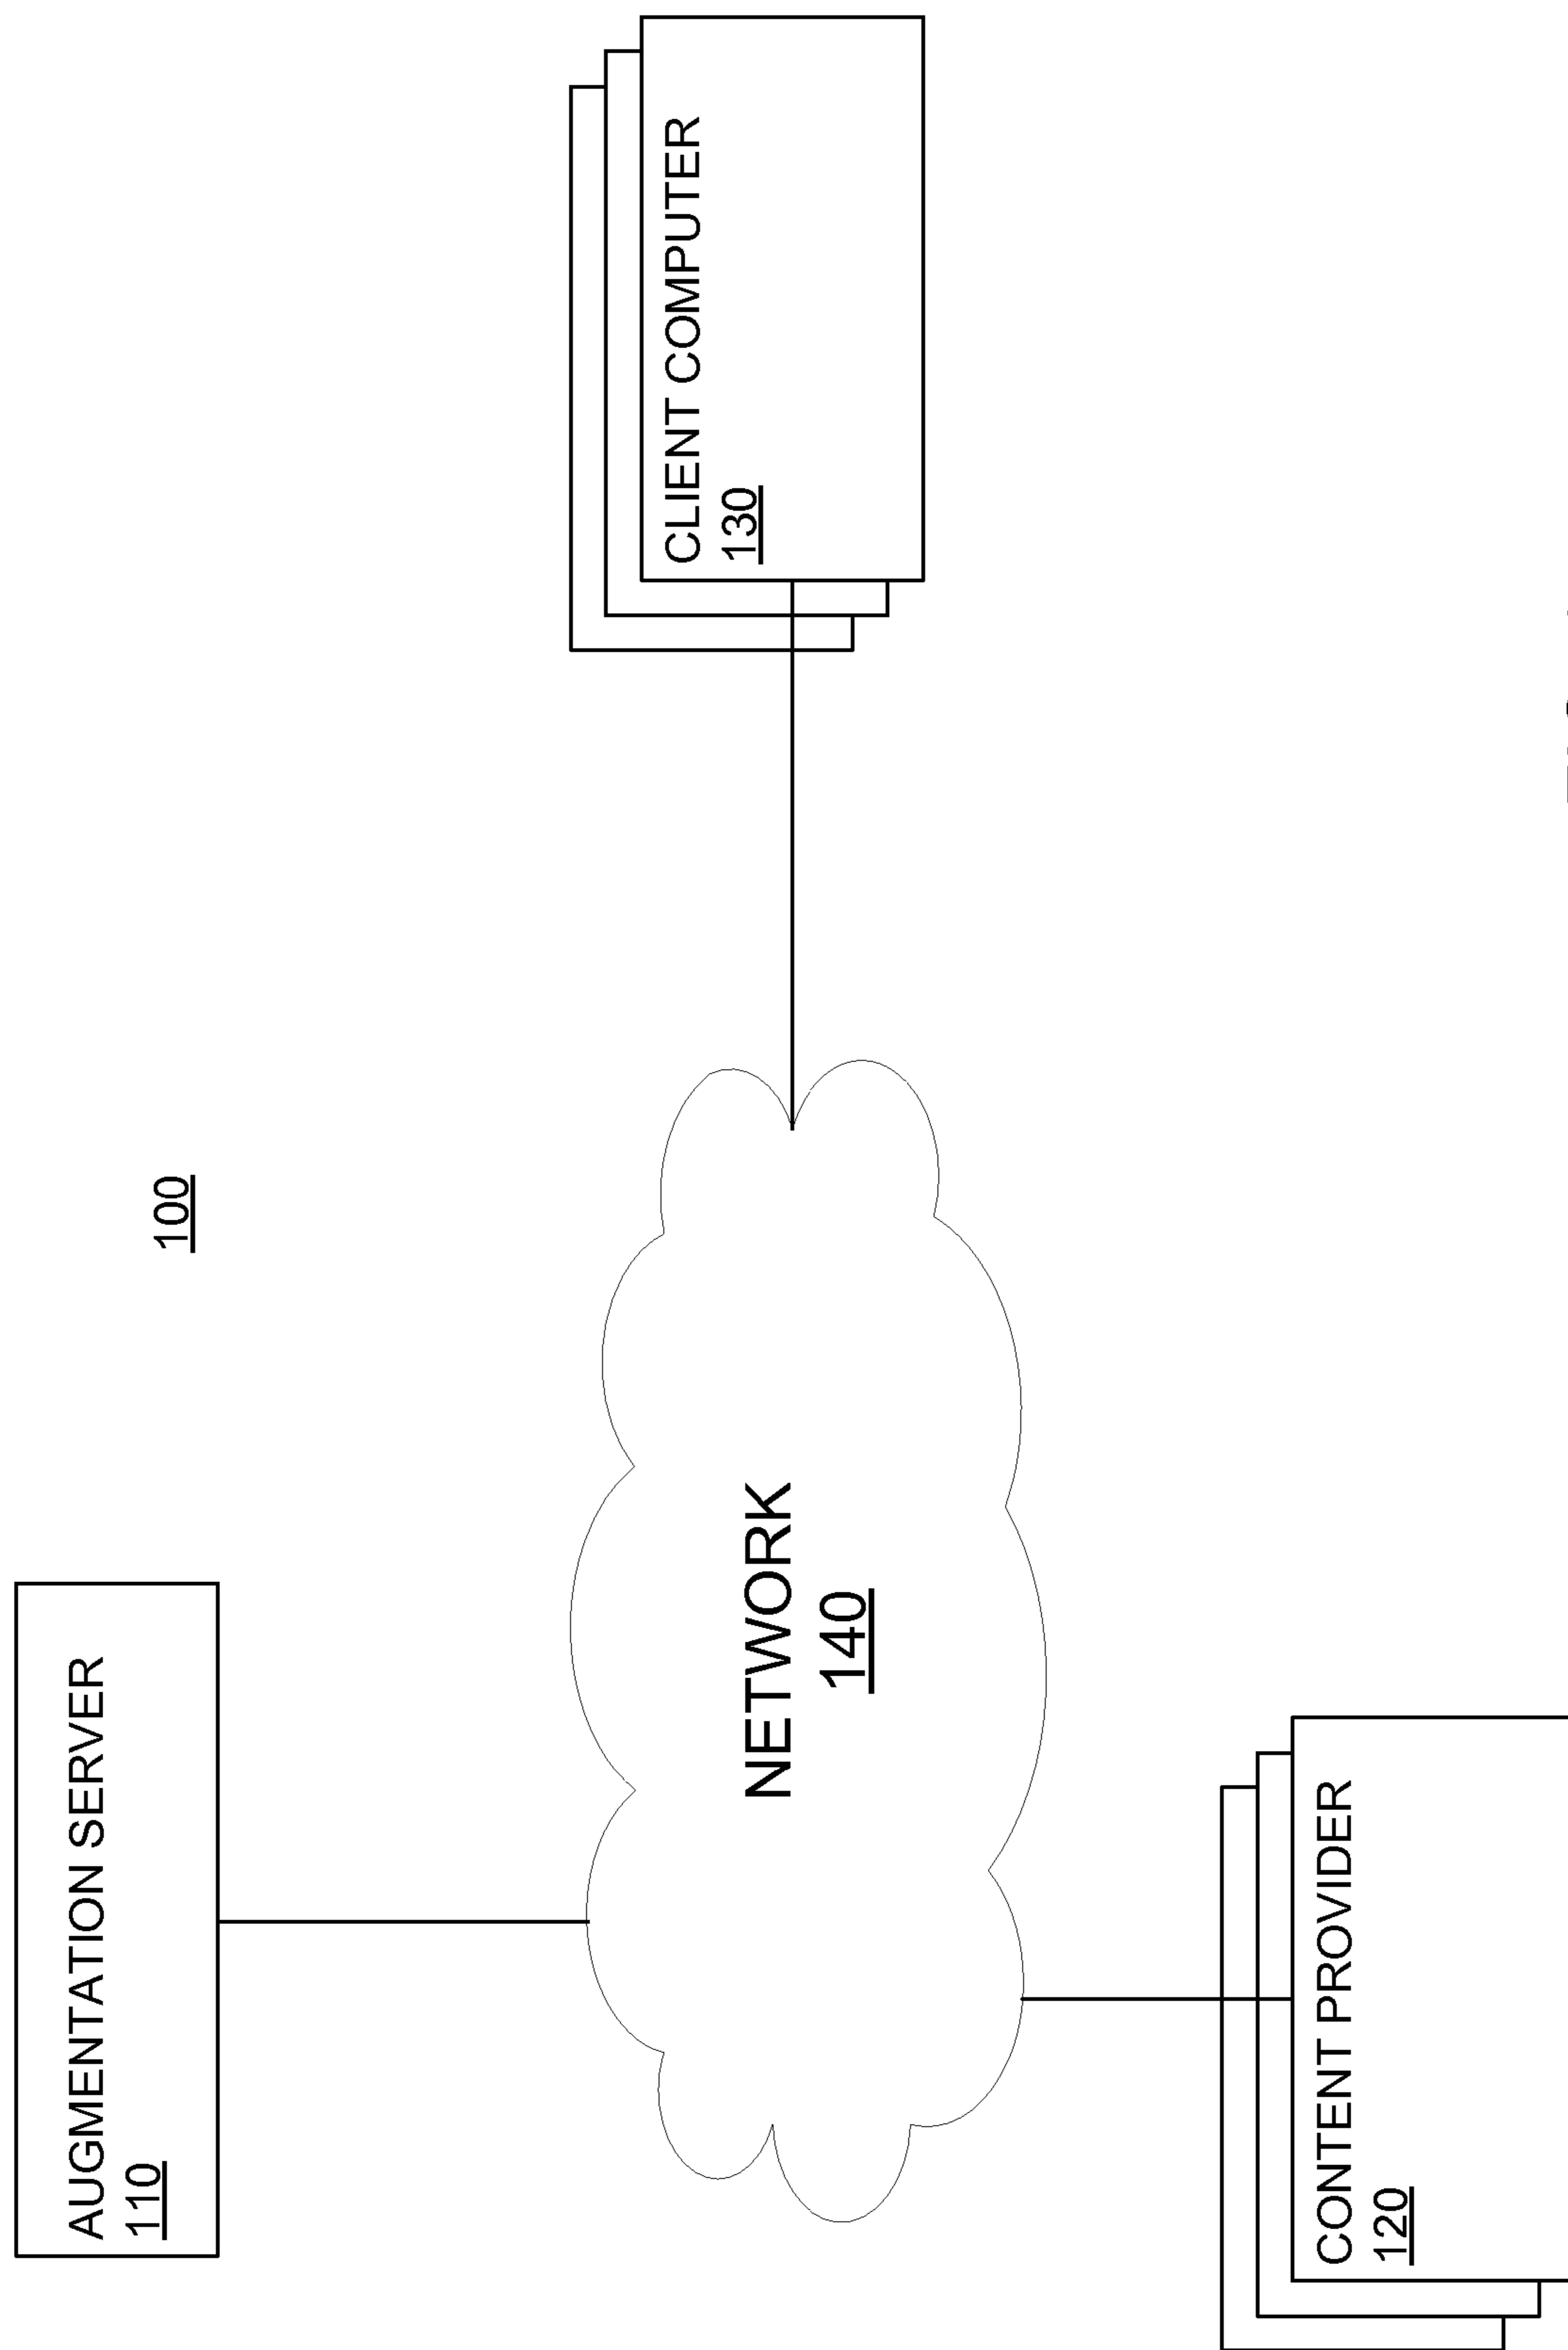 100
AUGMENTATION SERVER
110
NETWORK
140
CLIENT COMPUTER
130
CONTENT PROVIDER
120